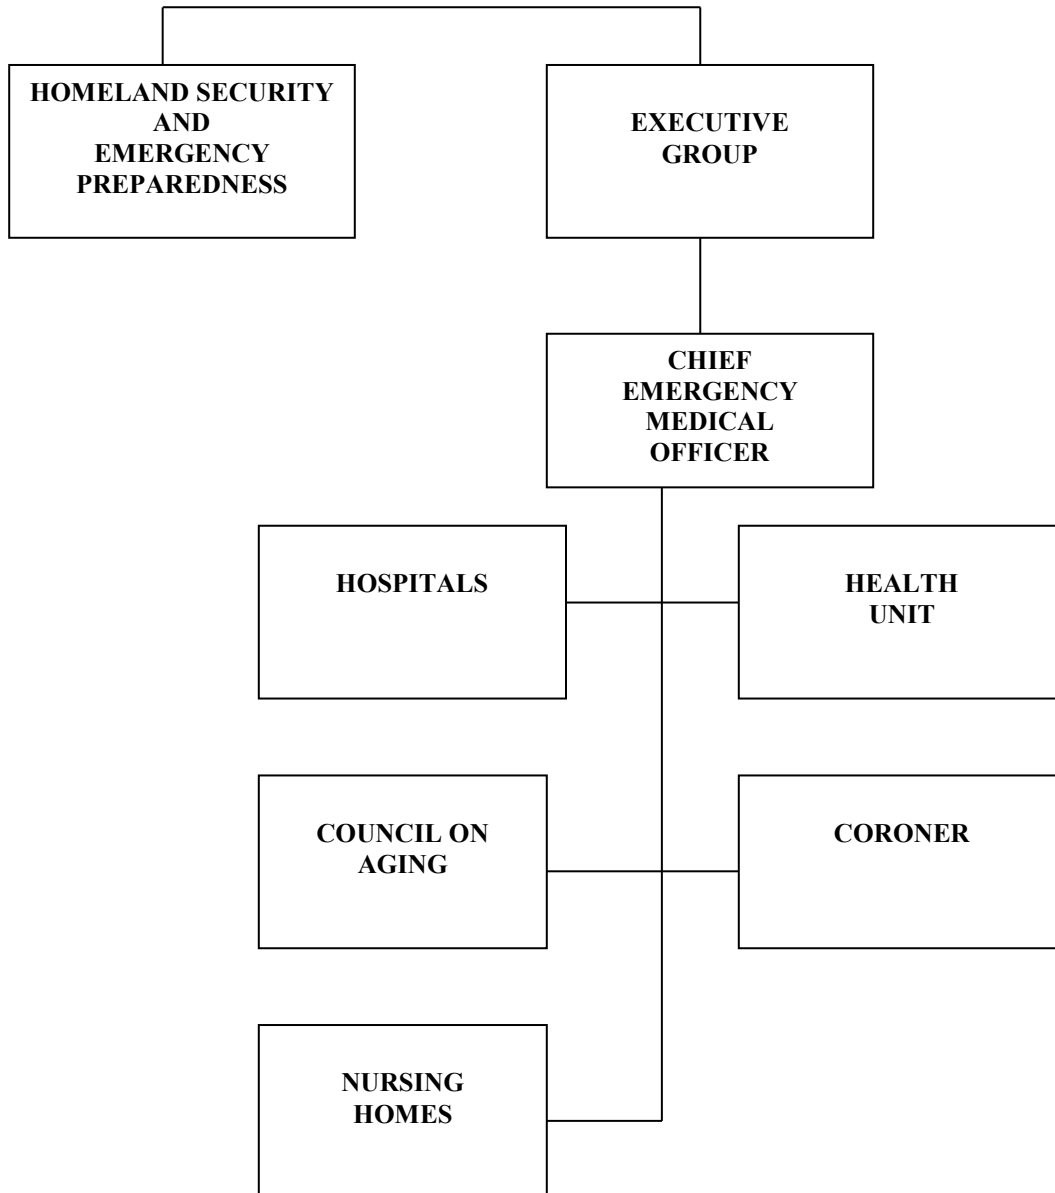 HOMELAND SECURITY
AND
EMERGENCY
PREPAREDNESS
EXECUTIVE
GROUP
CHIEF
EMERGENCY
MEDICAL
OFFICER
HOSPITALS
HEALTH
UNIT
COUNCIL ON
AGING
CORONER
NURSING
HOMES